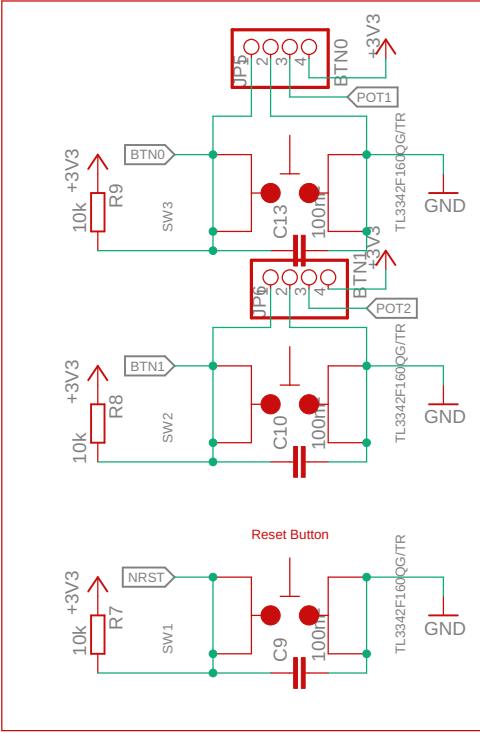 +3V3
JP5
1
2
3
4
BTN0
POT1
BTN0
+3V3
10k
R9
SW3
C13
100n
TL3342F160QG/TR
GND
+3V3
JP6
1
2
3
4
BTN1
POT2
BTN1
+3V3
10k
R8
SW2
C10
100n
TL3342F160QG/TR
GND
Reset Button
NRST
+3V3
10k
R7
SW1
C9
100n
TL3342F160QG/TR
GND